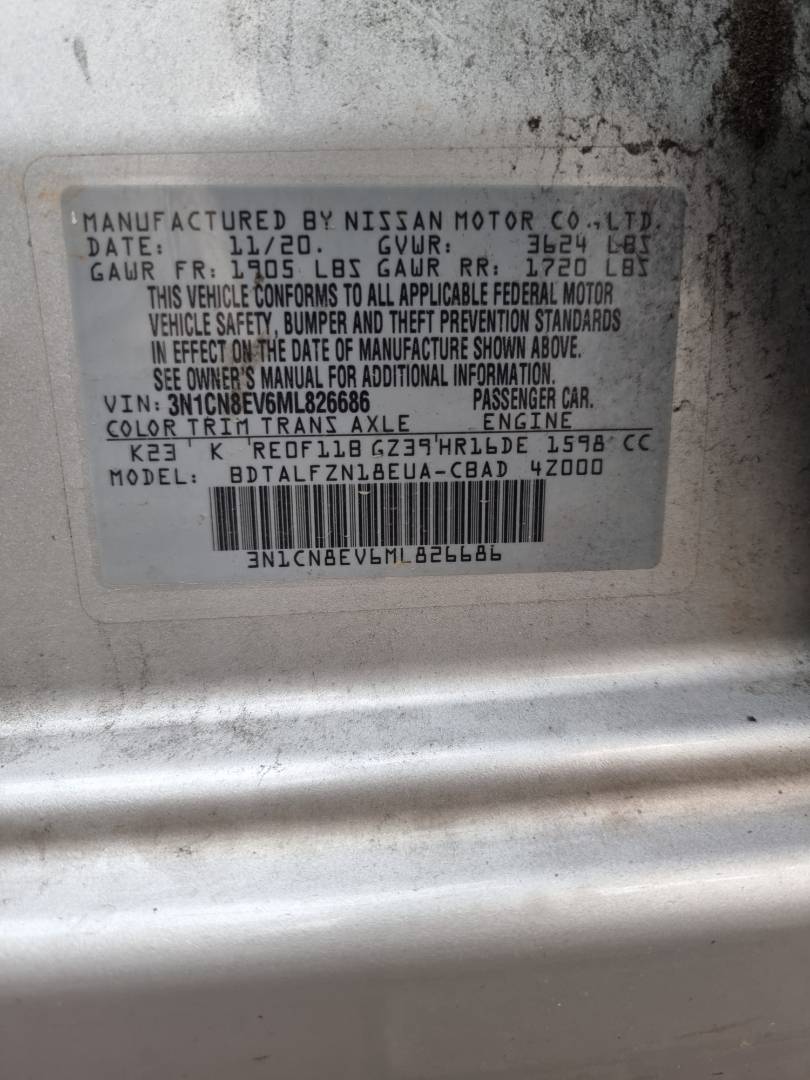 MANUFACTURED BY NISSAN MOTOR CO.,LTD.
DATE: 11/20. GVWR: 3624 LBS
GAWR FR: 1905 LBS GAWR RR: 1720 LBS
THIS VEHICLE CONFORMS TO ALL APPLICABLE FEDERAL MOTOR
VEHICLE SAFETY, BUMPER AND THEFT PREVENTION STANDARDS
IN EFFECT ON THE DATE OF MANUFACTURE SHOWN ABOVE.
SEE OWNER'S MANUAL FOR ADDITIONAL INFORMATION.
VIN: 3N1CN8EV6ML826686 PASSENGER CAR.
COLOR TRIM TRANS AXLE ENGINE
K23 K RE0F11B GZ39 HR16DE 1598 CC
MODEL: BDTALFZN18EUA-CBAD 4Z000
3N1CN8EV6ML826686